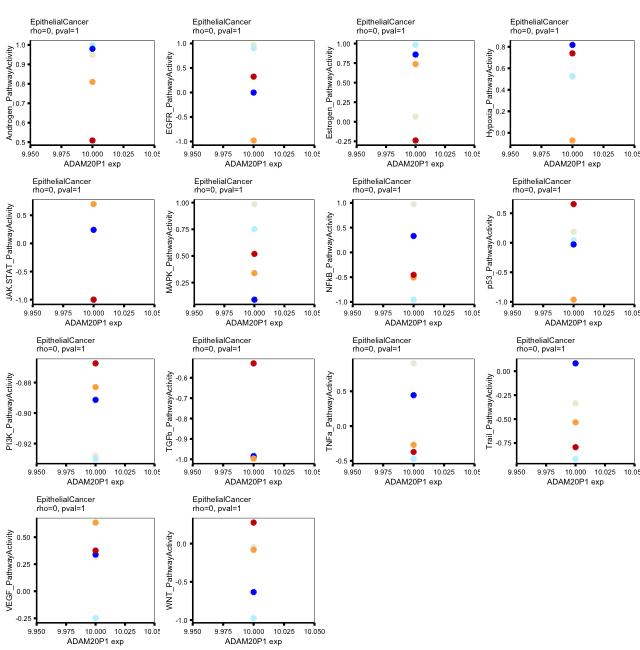 EpithelialCancer
rho=0, pval=1
Androgen_PathwayActivity
1.0
0.9
0.8
0.7
0.6
0.5
9.950 9.975 10.000 10.025 10.05
ADAM20P1 exp
EpithelialCancer
rho=0, pval=1
EGFR_PathwayActivity
1.0
0.5
0.0
-0.5
-1.0
9.950 9.975 10.000 10.025 10.05
ADAM20P1 exp
EpithelialCancer
rho=0, pval=1
Estrogen_PathwayActivity
1.00
0.75
0.50
0.25
0.00
-0.25
9.950 9.975 10.000 10.025 10.05
ADAM20P1 exp
EpithelialCancer
rho=0, pval=1
Hypoxia_PathwayActivity
0.8
0.6
0.4
0.2
0.0
9.950 9.975 10.000 10.025 10.05
ADAM20P1 exp
EpithelialCancer
rho=0, pval=1
JAK.STAT_PathwayActivity
0.5
0.0
-0.5
-1.0
9.950 9.975 10.000 10.025 10.05
ADAM20P1 exp
EpithelialCancer
rho=0, pval=1
MAPK_PathwayActivity
1.00
0.75
0.50
0.25
9.950 9.975 10.000 10.025 10.05
ADAM20P1 exp
EpithelialCancer
rho=0, pval=1
NFkB_PathwayActivity
1.0
0.5
0.0
-0.5
-1.0
9.950 9.975 10.000 10.025 10.05
ADAM20P1 exp
EpithelialCancer
rho=0, pval=1
p53_PathwayActivity
0.5
0.0
-0.5
-1.0
9.950 9.975 10.000 10.025 10.05
ADAM20P1 exp
EpithelialCancer
rho=0, pval=1
PI3K_PathwayActivity
-0.88
-0.90
-0.92
9.950 9.975 10.000 10.025 10.05
ADAM20P1 exp
EpithelialCancer
rho=0, pval=1
TGFb_PathwayActivity
-0.6
-0.7
-0.8
-0.9
-1.0
9.950 9.975 10.000 10.025 10.05
ADAM20P1 exp
EpithelialCancer
rho=0, pval=1
TNFa_PathwayActivity
0.5
0.0
-0.5
9.950 9.975 10.000 10.025 10.05
ADAM20P1 exp
EpithelialCancer
rho=0, pval=1
Trail_PathwayActivity
0.00
-0.25
-0.50
-0.75
9.950 9.975 10.000 10.025 10.05
ADAM20P1 exp
EpithelialCancer
rho=0, pval=1
VEGF_PathwayActivity
0.50
0.25
0.00
-0.25
9.950 9.975 10.000 10.025 10.05
ADAM20P1 exp
EpithelialCancer
rho=0, pval=1
WNT_PathwayActivity
0.0
-0.5
-1.0
9.950 9.975 10.000 10.025 10.050
ADAM20P1 exp